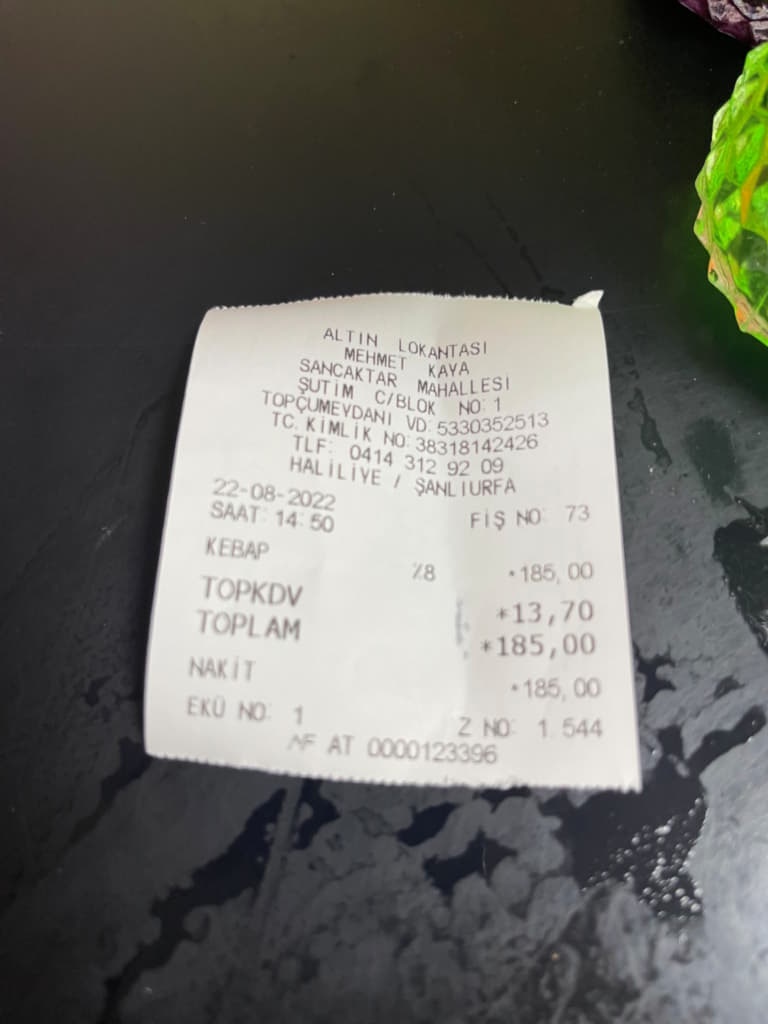 ALTIN LOKANTASI
MEHMET KAYA
SANCAKTAR MAHALLESİ
ŞUTİM C/BLOK NO: 1
TOPÇUMEYDANI VD: 5330352513
TC. KİMLİK NO: 38318142426
TLF: 0414 312 92 09
HALİLİYE / ŞANLIURFA
22-08-2022
SAAT: 14:50 FİŞ NO: 73
KEBAP %8 *185,00
TOPKDV *13,70
TOPLAM *185,00
NAKİT *185,00
EKÜ NO: 1 Z NO: 1 544
AT 0000123396